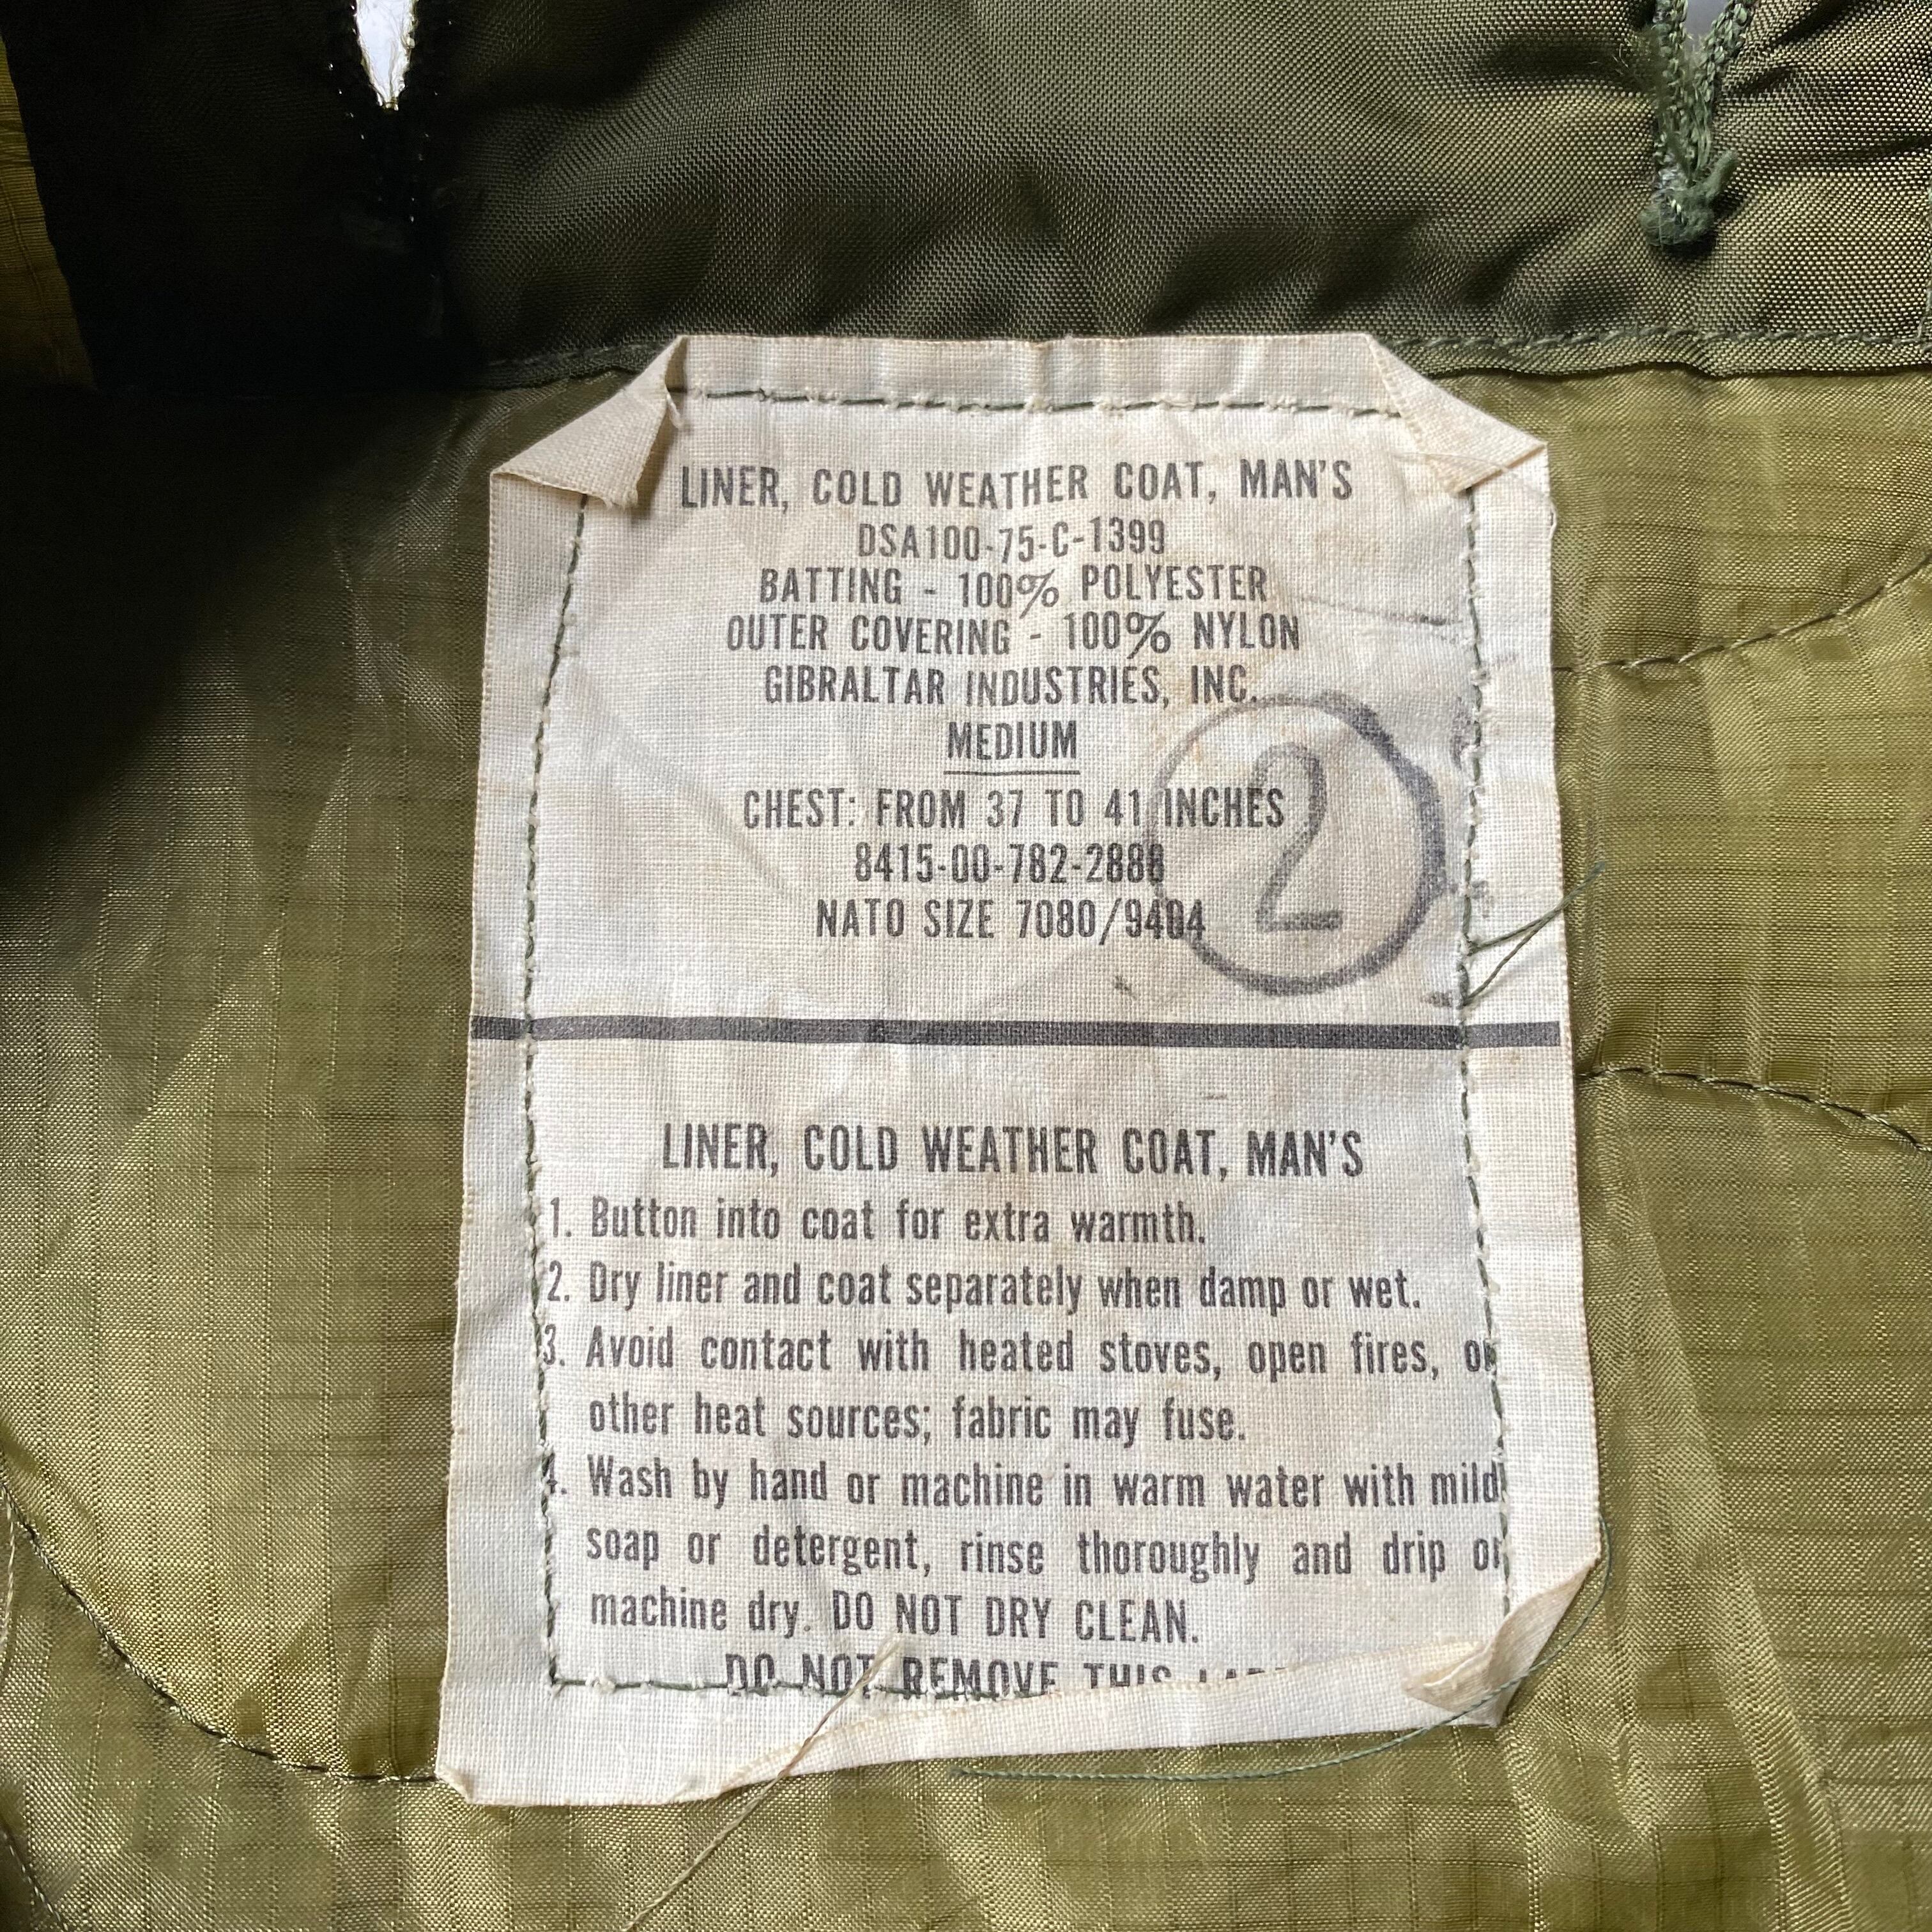 LINER, COLD WEATHER COAT, MAN'S
DSA100-75-C-1399
BATTING - 100% POLYESTER
OUTER COVERING - 100% NYLON
GIBRALTAR INDUSTRIES, INC.
MEDIUM
2
CHEST: FROM 37 TO 41 INCHES
8415-00-782-2888
NATO SIZE 7080/9404
LINER, COLD WEATHER COAT, MAN'S
1. Button into coat for extra warmth.
2. Dry liner and coat separately when damp or wet.
3. Avoid contact with heated stoves, open fires, or
other heat sources; fabric may fuse.
4. Wash by hand or machine in warm water with mild
soap or detergent, rinse thoroughly and drip or
machine dry. DO NOT DRY CLEAN.
DO NOT REMOVE THIS